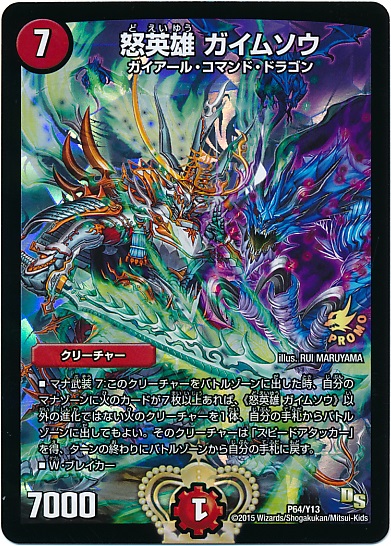 7
どえいゆう
怒英雄 ガイムソウ
ガイアール・コマンド・ドラゴン
PROMO
illus. RUI MARUYAMA
クリーチャー
■マナ武装 7:このクリーチャーをバトルゾーンに出した時、自分の
マナゾーンに火のカードが7枚以上あれば、《怒英雄 ガイムソウ》以
外の進化ではない火のクリーチャーを1体、自分の手札からバトル
ゾーンに出してもよい。そのクリーチャーは「スピードアタッカー」
を得、ターンの終わりにバトルゾーンから自分の手札に戻す。
■W・ブレイカー
7000
1
DS
P64/Y13
©2015 Wizards/Shogakukan/Mitsui-Kids